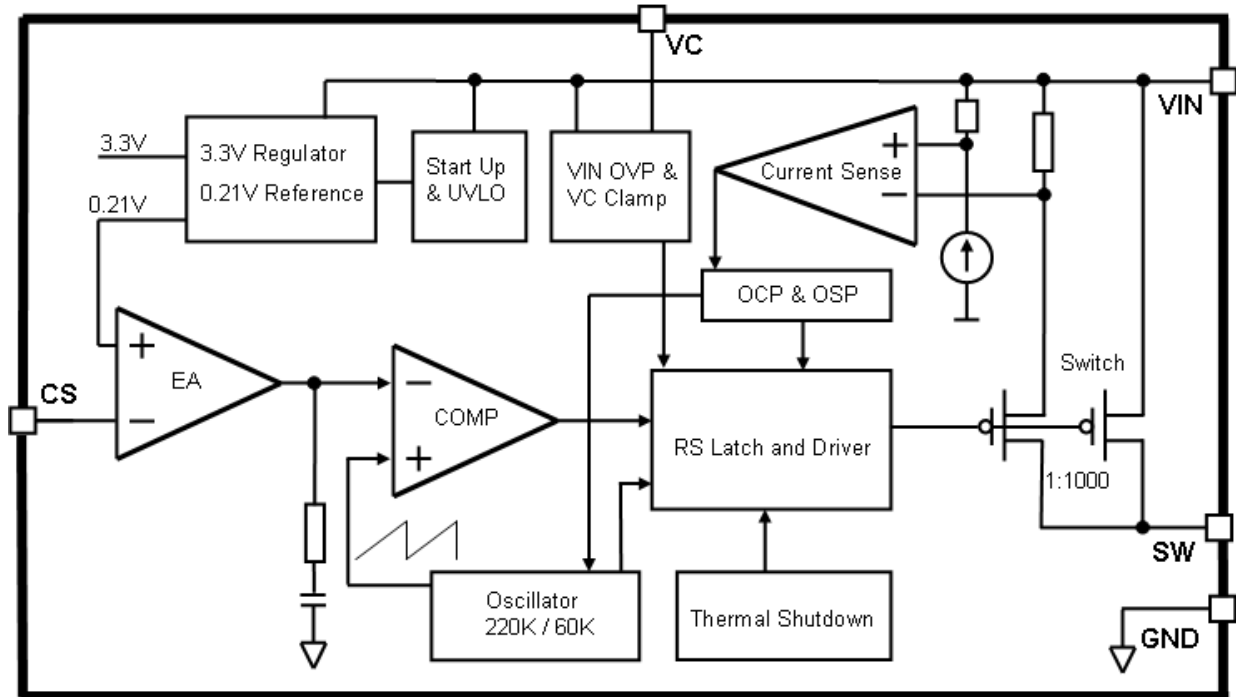 VC
VIN
3.3V
3.3V Regulator
0.21V Reference
0.21V
Start Up
& UVLO
VIN OVP &
VC Clamp
Current Sense
+
−
OCP & OSP
CS
+
EA
−
−
COMP
+
RS Latch and Driver
Switch
1:1000
SW
Oscillator
220K / 60K
Thermal Shutdown
GND